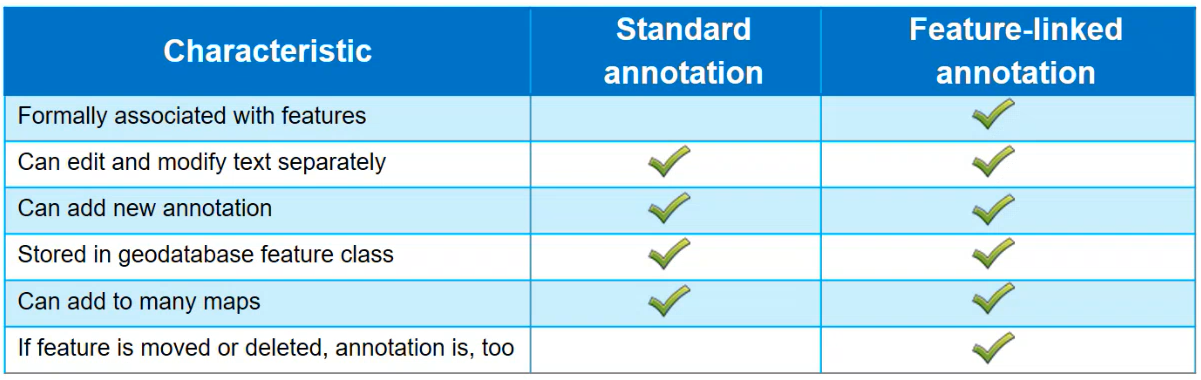 Characteristic
Standard
annotation
Feature-linked
annotation
Formally associated with features
Can edit and modify text separately
Can add new annotation
Stored in geodatabase feature class
Can add to many maps
If feature is moved or deleted, annotation is, too